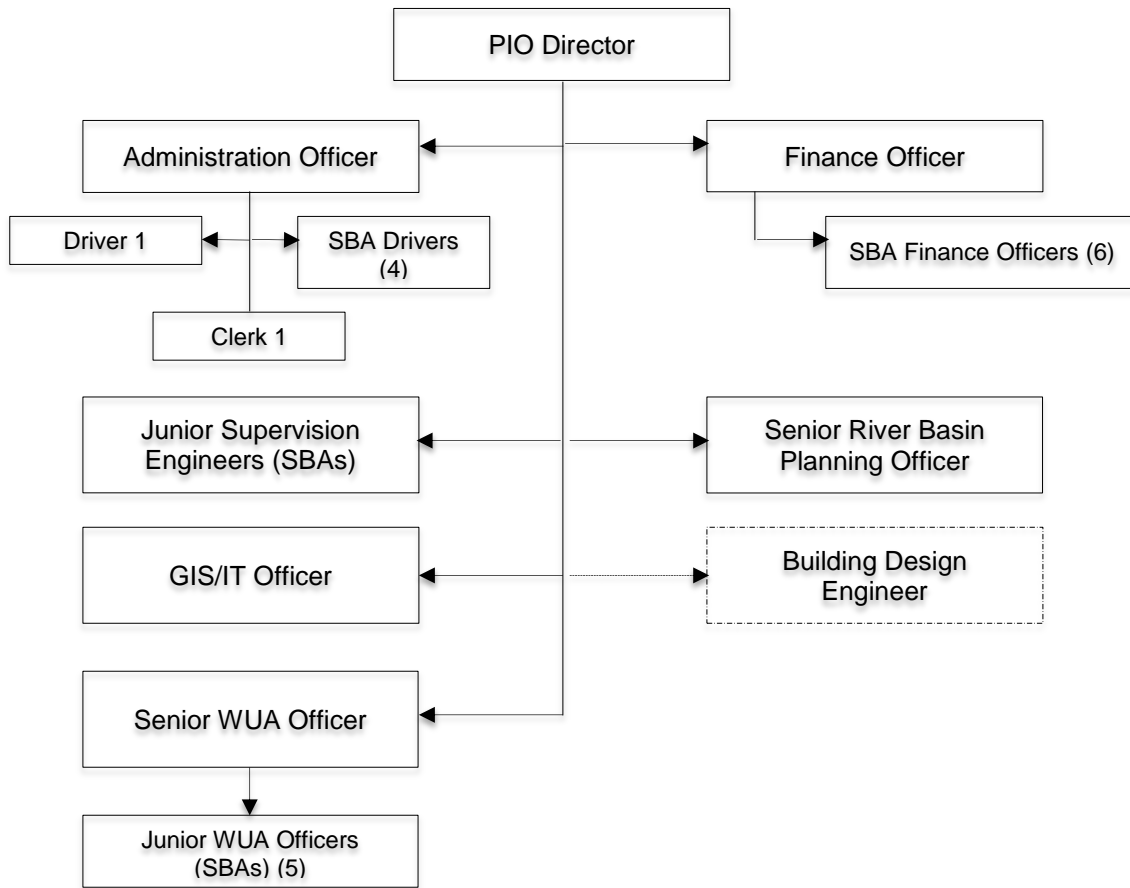 PIO Director
Administration Officer
Finance Officer
Driver 1
SBA Drivers
(4)
SBA Finance Officers (6)
Clerk 1
Junior Supervision
Engineers (SBAs)
Senior River Basin
Planning Officer
GIS/IT Officer
Building Design
Engineer
Senior WUA Officer
Junior WUA Officers
(SBAs) (5)